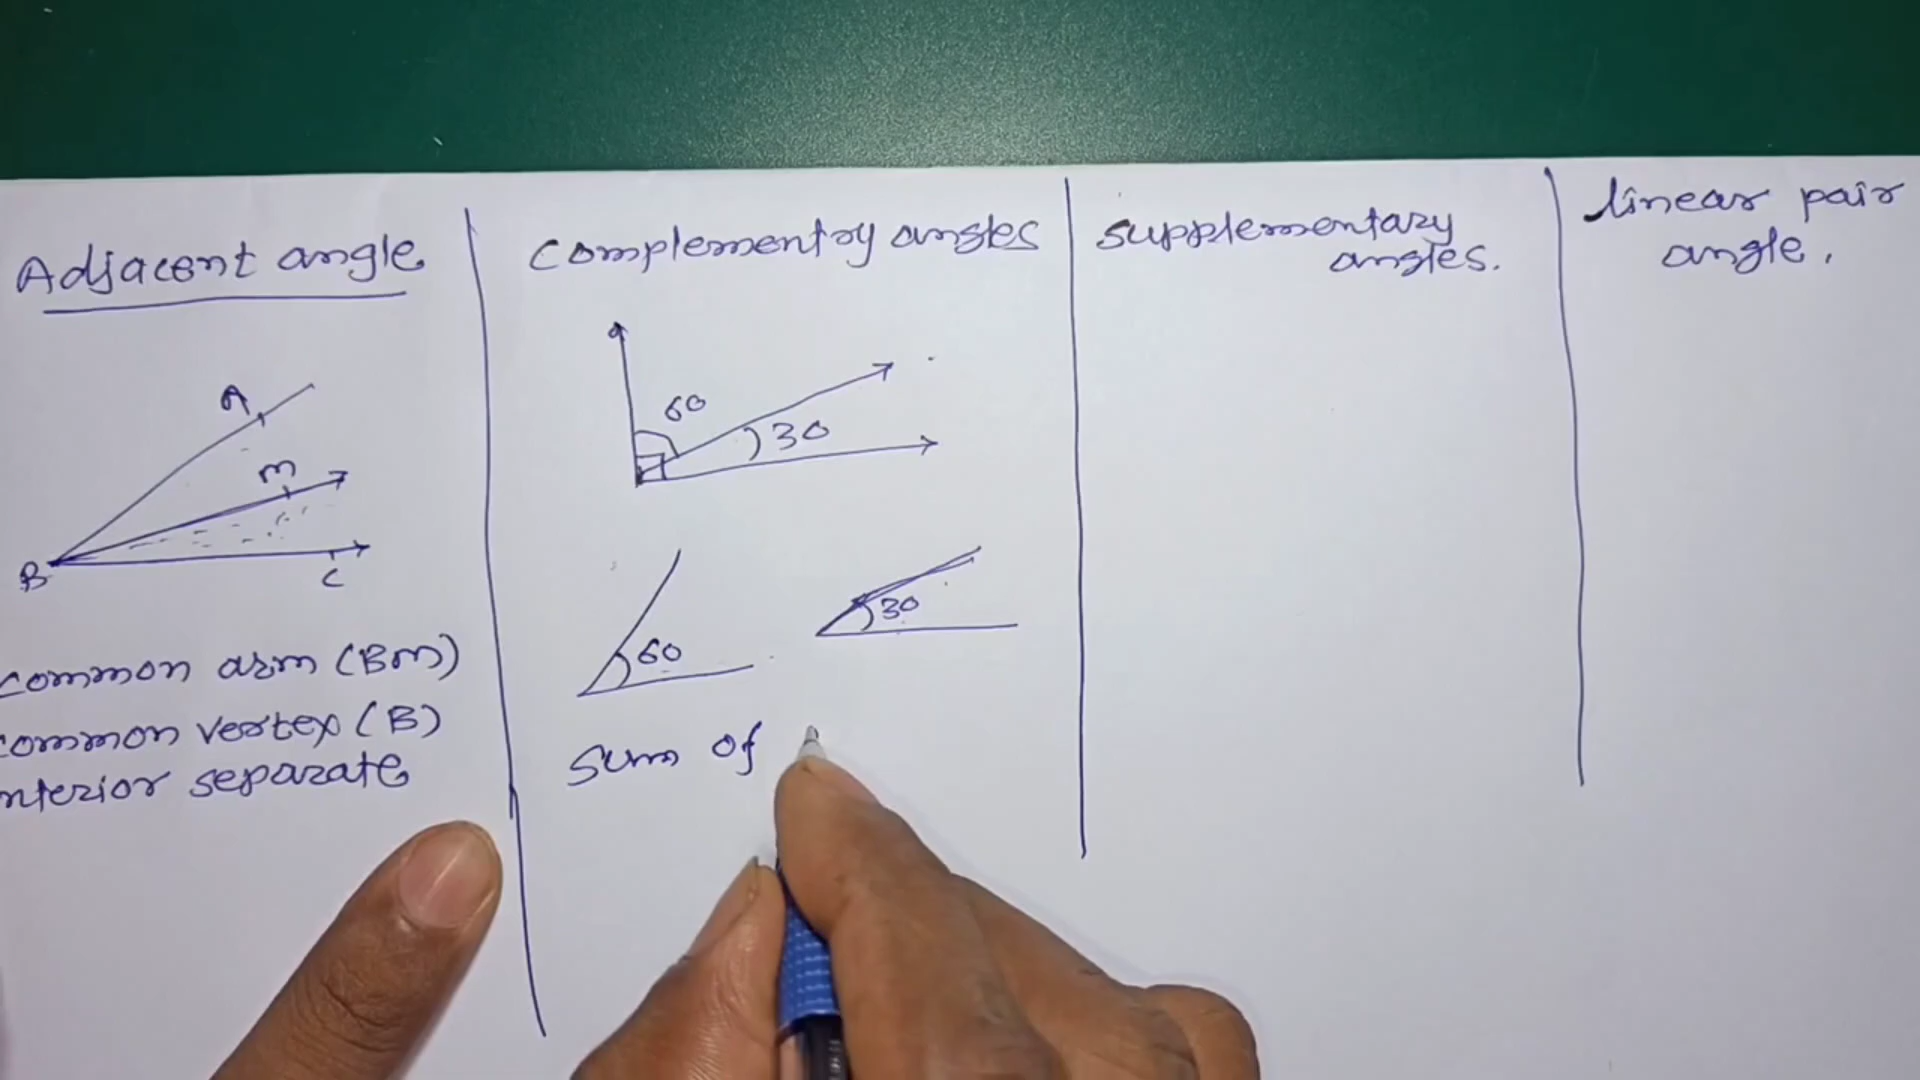 Adjacent angle
A
M
B
C
common arm (BM)
common vertex (B)
nterior separate
complementry angles
60
30
60
30
sum of
supplementary
angles.
linear pair
angle.